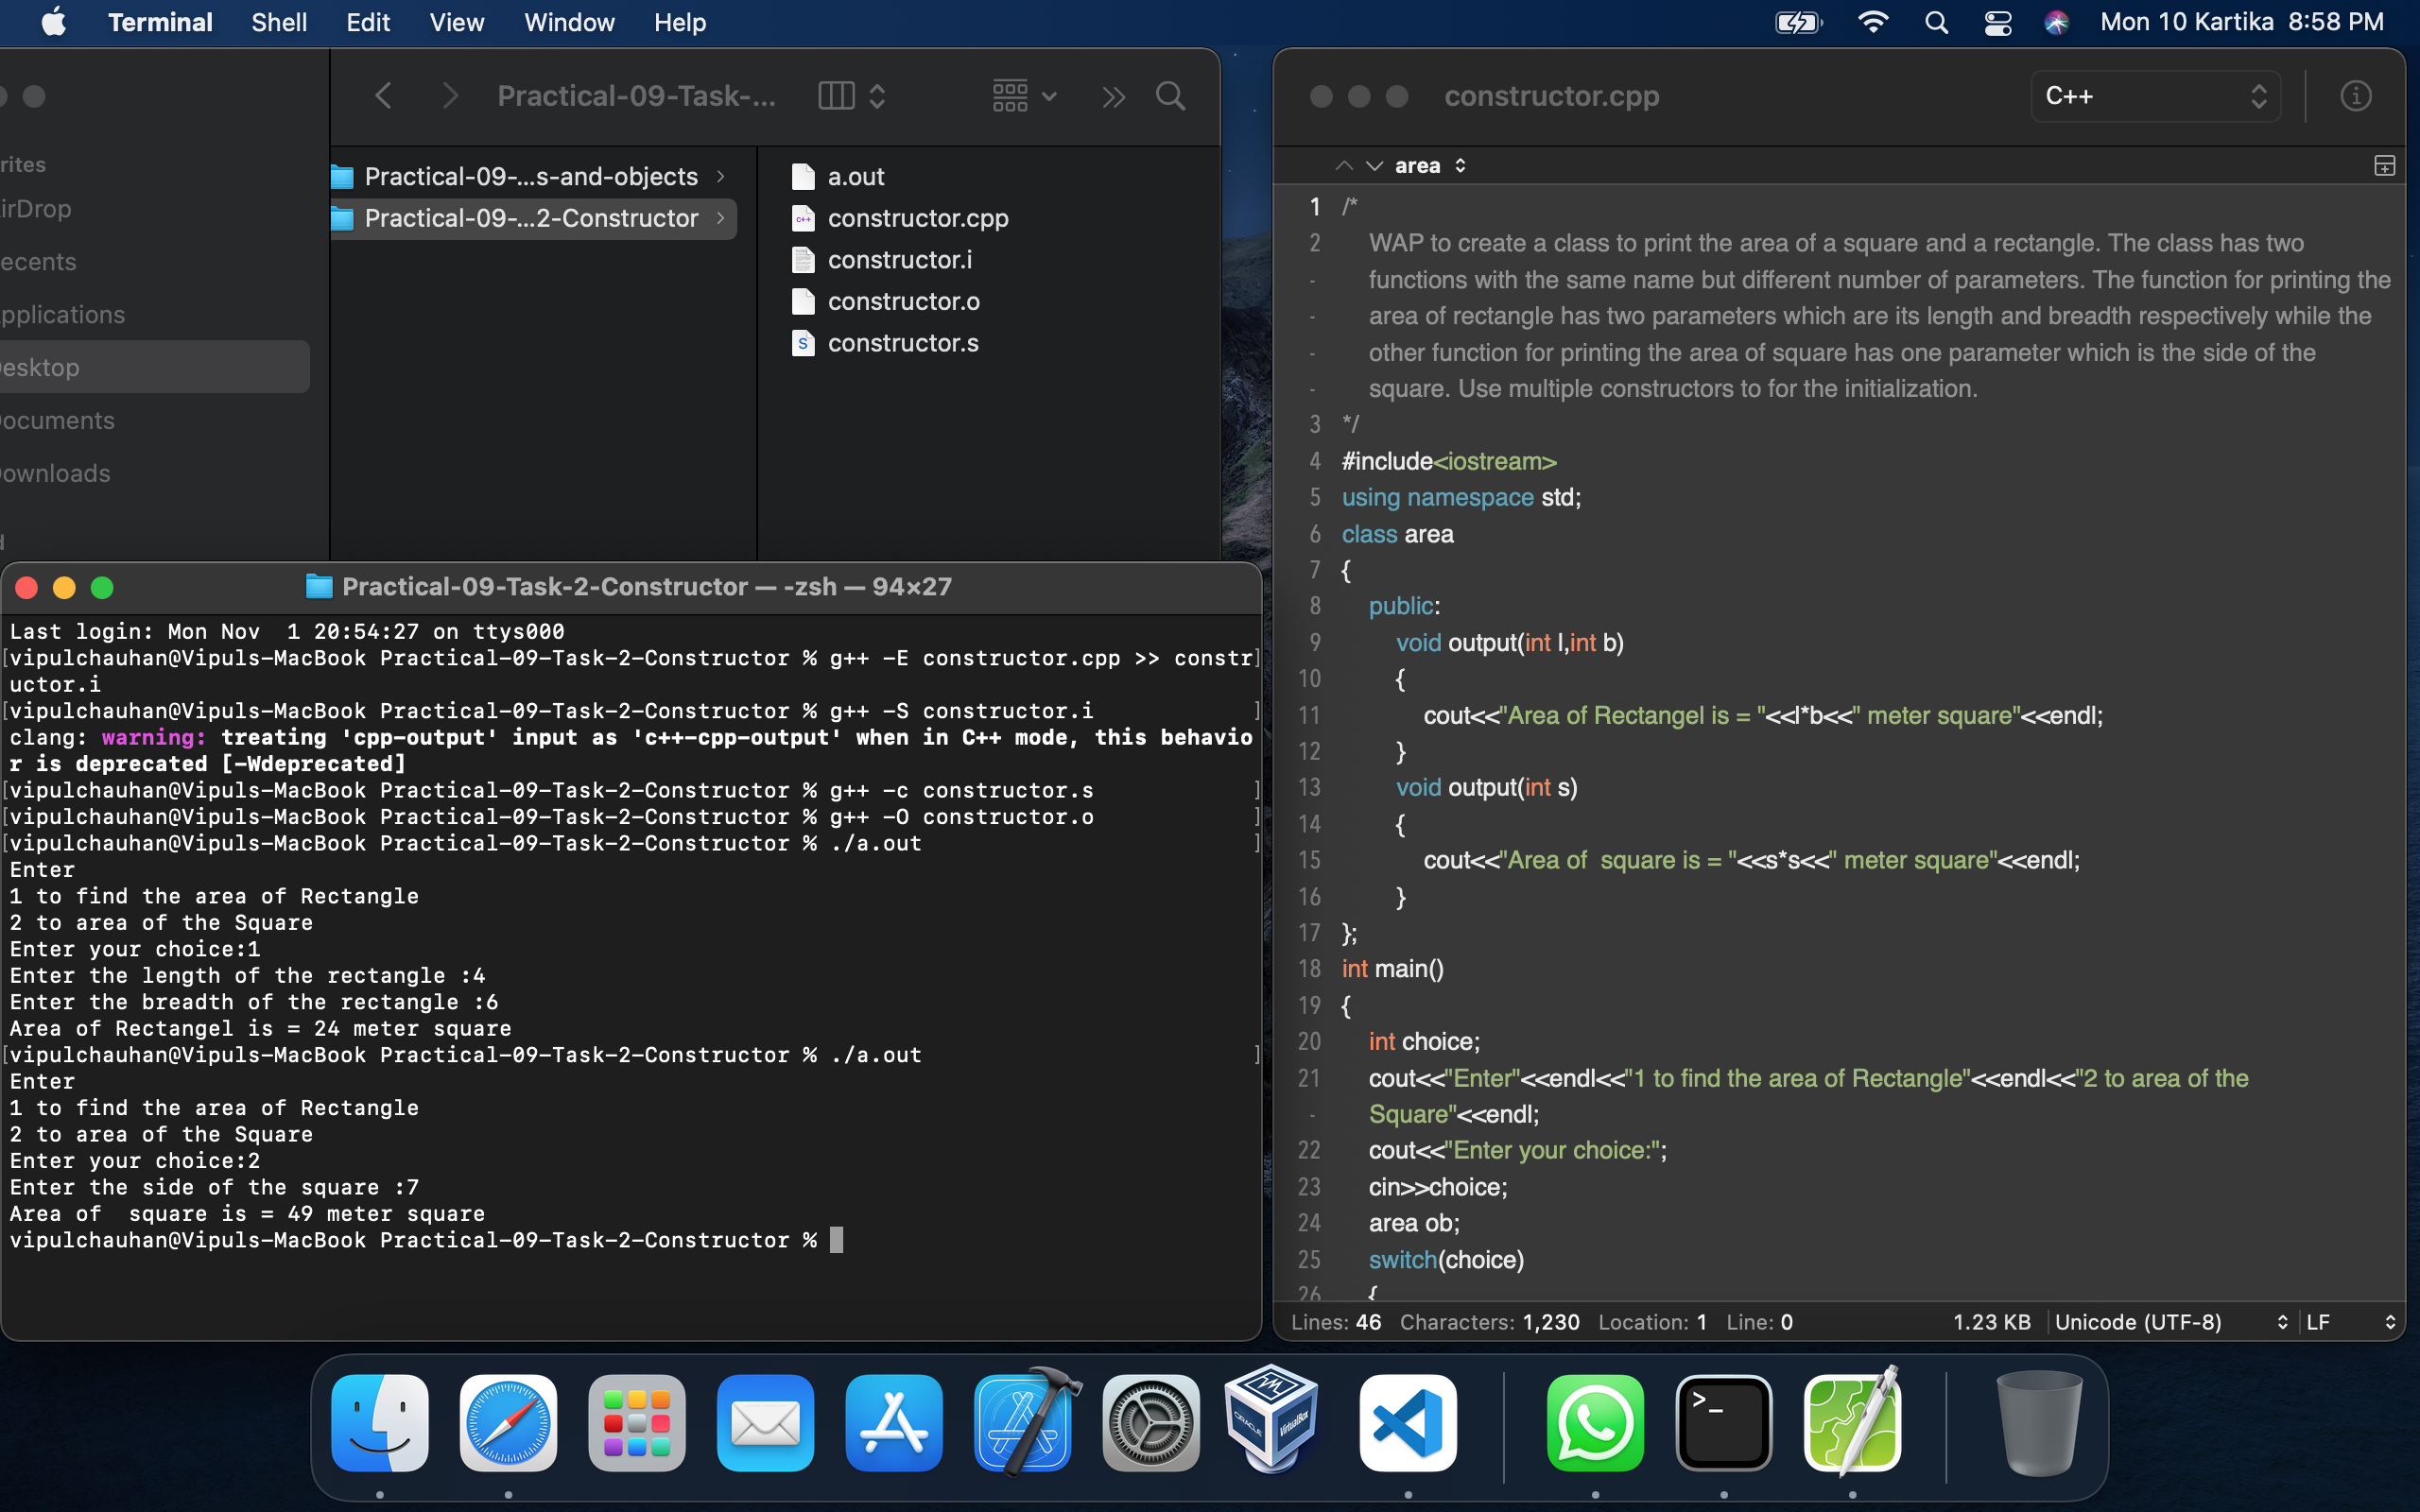 Terminal Shell Edit View Window Help Mon 10 Kartika 8:58 PM
rites
irDrop
ecents
pplications
esktop
ocuments
ownloads
Practical-09-Task-...
Practical-09-...s-and-objects
Practical-09-...2-Constructor
a.out
constructor.cpp
constructor.i
constructor.o
constructor.s
Practical-09-Task-2-Constructor — -zsh — 94×27
Last login: Mon Nov  1 20:54:27 on ttys000
[vipulchauhan@Vipuls-MacBook Practical-09-Task-2-Constructor % g++ -E constructor.cpp >> constr]
uctor.i
[vipulchauhan@Vipuls-MacBook Practical-09-Task-2-Constructor % g++ -S constructor.i ]
clang: warning: treating 'cpp-output' input as 'c++-cpp-output' when in C++ mode, this behavio
r is deprecated [-Wdeprecated]
[vipulchauhan@Vipuls-MacBook Practical-09-Task-2-Constructor % g++ -c constructor.s ]
[vipulchauhan@Vipuls-MacBook Practical-09-Task-2-Constructor % g++ -O constructor.o ]
[vipulchauhan@Vipuls-MacBook Practical-09-Task-2-Constructor % ./a.out ]
Enter
1 to find the area of Rectangle
2 to area of the Square
Enter your choice:1
Enter the length of the rectangle :4
Enter the breadth of the rectangle :6
Area of Rectangel is = 24 meter square
[vipulchauhan@Vipuls-MacBook Practical-09-Task-2-Constructor % ./a.out ]
Enter
1 to find the area of Rectangle
2 to area of the Square
Enter your choice:2
Enter the side of the square :7
Area of  square is = 49 meter square
vipulchauhan@Vipuls-MacBook Practical-09-Task-2-Constructor %
constructor.cpp C++
area
1 /*
2 WAP to create a class to print the area of a square and a rectangle. The class has two
- functions with the same name but different number of parameters. The function for printing the
- area of rectangle has two parameters which are its length and breadth respectively while the
- other function for printing the area of square has one parameter which is the side of the
- square. Use multiple constructors to for the initialization.
3 */
4 #include<iostream>
5 using namespace std;
6 class area
7 {
8 public:
9 void output(int l,int b)
10 {
11 cout<<"Area of Rectangel is = "<<l*b<<" meter square"<<endl;
12 }
13 void output(int s)
14 {
15 cout<<"Area of  square is = "<<s*s<<" meter square"<<endl;
16 }
17 };
18 int main()
19 {
20 int choice;
21 cout<<"Enter"<<endl<<"1 to find the area of Rectangle"<<endl<<"2 to area of the
- Square"<<endl;
22 cout<<"Enter your choice:";
23 cin>>choice;
24 area ob;
25 switch(choice)
26 {
Lines: 46 Characters: 1,230 Location: 1 Line: 0 1.23 KB Unicode (UTF-8) LF
ORACLE
VirtualBox